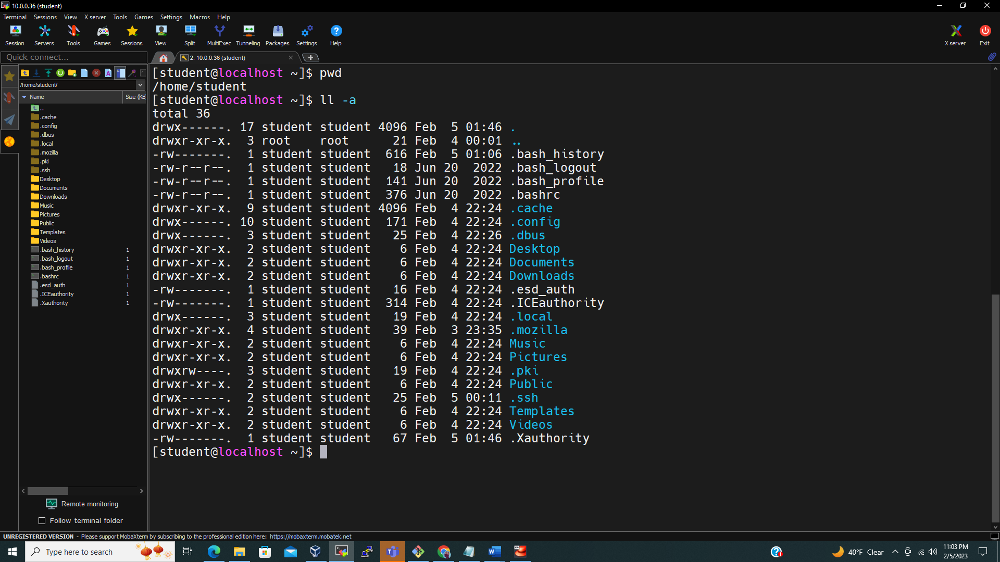 10.0.0.36 (student)
Terminal Sessions View X server Tools Games Settings Macros Help
Session Servers Tools Games Sessions View Split MultiExec Tunneling Packages Settings Help X server Exit
Quick connect...
2. 10.0.0.36 (student)
/home/student/
Name Size (KB
..
.cache
.config
.dbus
.local
.mozilla
.pki
.ssh
Desktop
Documents
Downloads
Music
Pictures
Public
Templates
Videos
.bash_history 1
.bash_logout 1
.bash_profile 1
.bashrc 1
.esd_auth 1
.ICEauthority 1
.Xauthority 1
Remote monitoring
Follow terminal folder
[student@localhost ~]$ pwd
/home/student
[student@localhost ~]$ ll -a
total 36
drwx------. 17 student student 4096 Feb  5 01:46 .
drwxr-xr-x.  3 root    root      21 Feb  4 00:01 ..
-rw-------.  1 student student  616 Feb  5 01:06 .bash_history
-rw-r--r--.  1 student student   18 Jun 20  2022 .bash_logout
-rw-r--r--.  1 student student  141 Jun 20  2022 .bash_profile
-rw-r--r--.  1 student student  376 Jun 20  2022 .bashrc
drwxr-xr-x.  9 student student 4096 Feb  4 22:24 .cache
drwx------. 10 student student  171 Feb  4 22:24 .config
drwx------.  3 student student   25 Feb  4 22:26 .dbus
drwxr-xr-x.  2 student student    6 Feb  4 22:24 Desktop
drwxr-xr-x.  2 student student    6 Feb  4 22:24 Documents
drwxr-xr-x.  2 student student    6 Feb  4 22:24 Downloads
-rw-------.  1 student student   16 Feb  4 22:24 .esd_auth
-rw-------.  1 student student  314 Feb  4 22:24 .ICEauthority
drwx------.  3 student student   19 Feb  4 22:24 .local
drwxr-xr-x.  4 student student   39 Feb  3 23:35 .mozilla
drwxr-xr-x.  2 student student    6 Feb  4 22:24 Music
drwxr-xr-x.  2 student student    6 Feb  4 22:24 Pictures
drwxrw----.  3 student student   19 Feb  4 22:24 .pki
drwxr-xr-x.  2 student student    6 Feb  4 22:24 Public
drwx------.  2 student student   25 Feb  5 00:11 .ssh
drwxr-xr-x.  2 student student    6 Feb  4 22:24 Templates
drwxr-xr-x.  2 student student    6 Feb  4 22:24 Videos
-rw-------.  1 student student   67 Feb  5 01:46 .Xauthority
[student@localhost ~]$
UNREGISTERED VERSION - Please support MobaXterm by subscribing to the professional edition here: https://mobaxterm.mobatek.net
Type here to search
40°F Clear
11:03 PM
2/5/2023